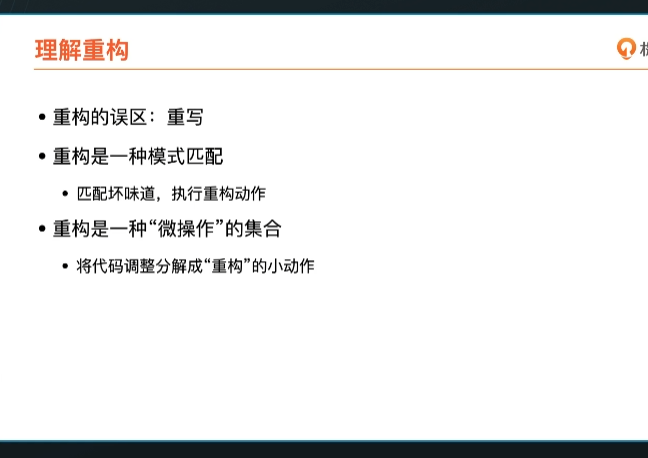 理解重构
• 重构的误区：重写
• 重构是一种模式匹配
• 匹配坏味道，执行重构动作
• 重构是一种“微操作”的集合
• 将代码调整分解成“重构”的小动作